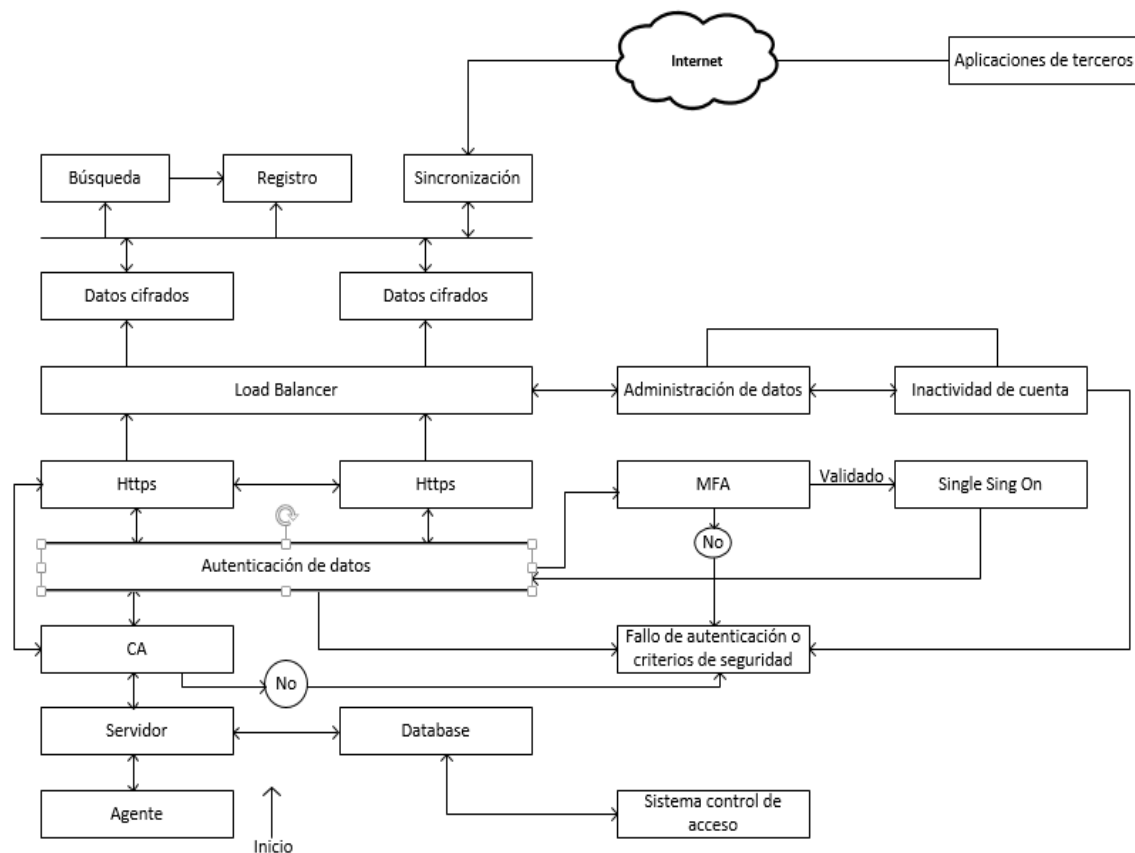 Internet
Aplicaciones de terceros
Búsqueda
Registro
Sincronización
Datos cifrados
Datos cifrados
Load Balancer
Administración de datos
Inactividad de cuenta
Https
Https
MFA
Validado
Single Sing On
No
Autenticación de datos
CA
Fallo de autenticación o
criterios de seguridad
No
Servidor
Database
Agente
Sistema control de
acceso
Inicio